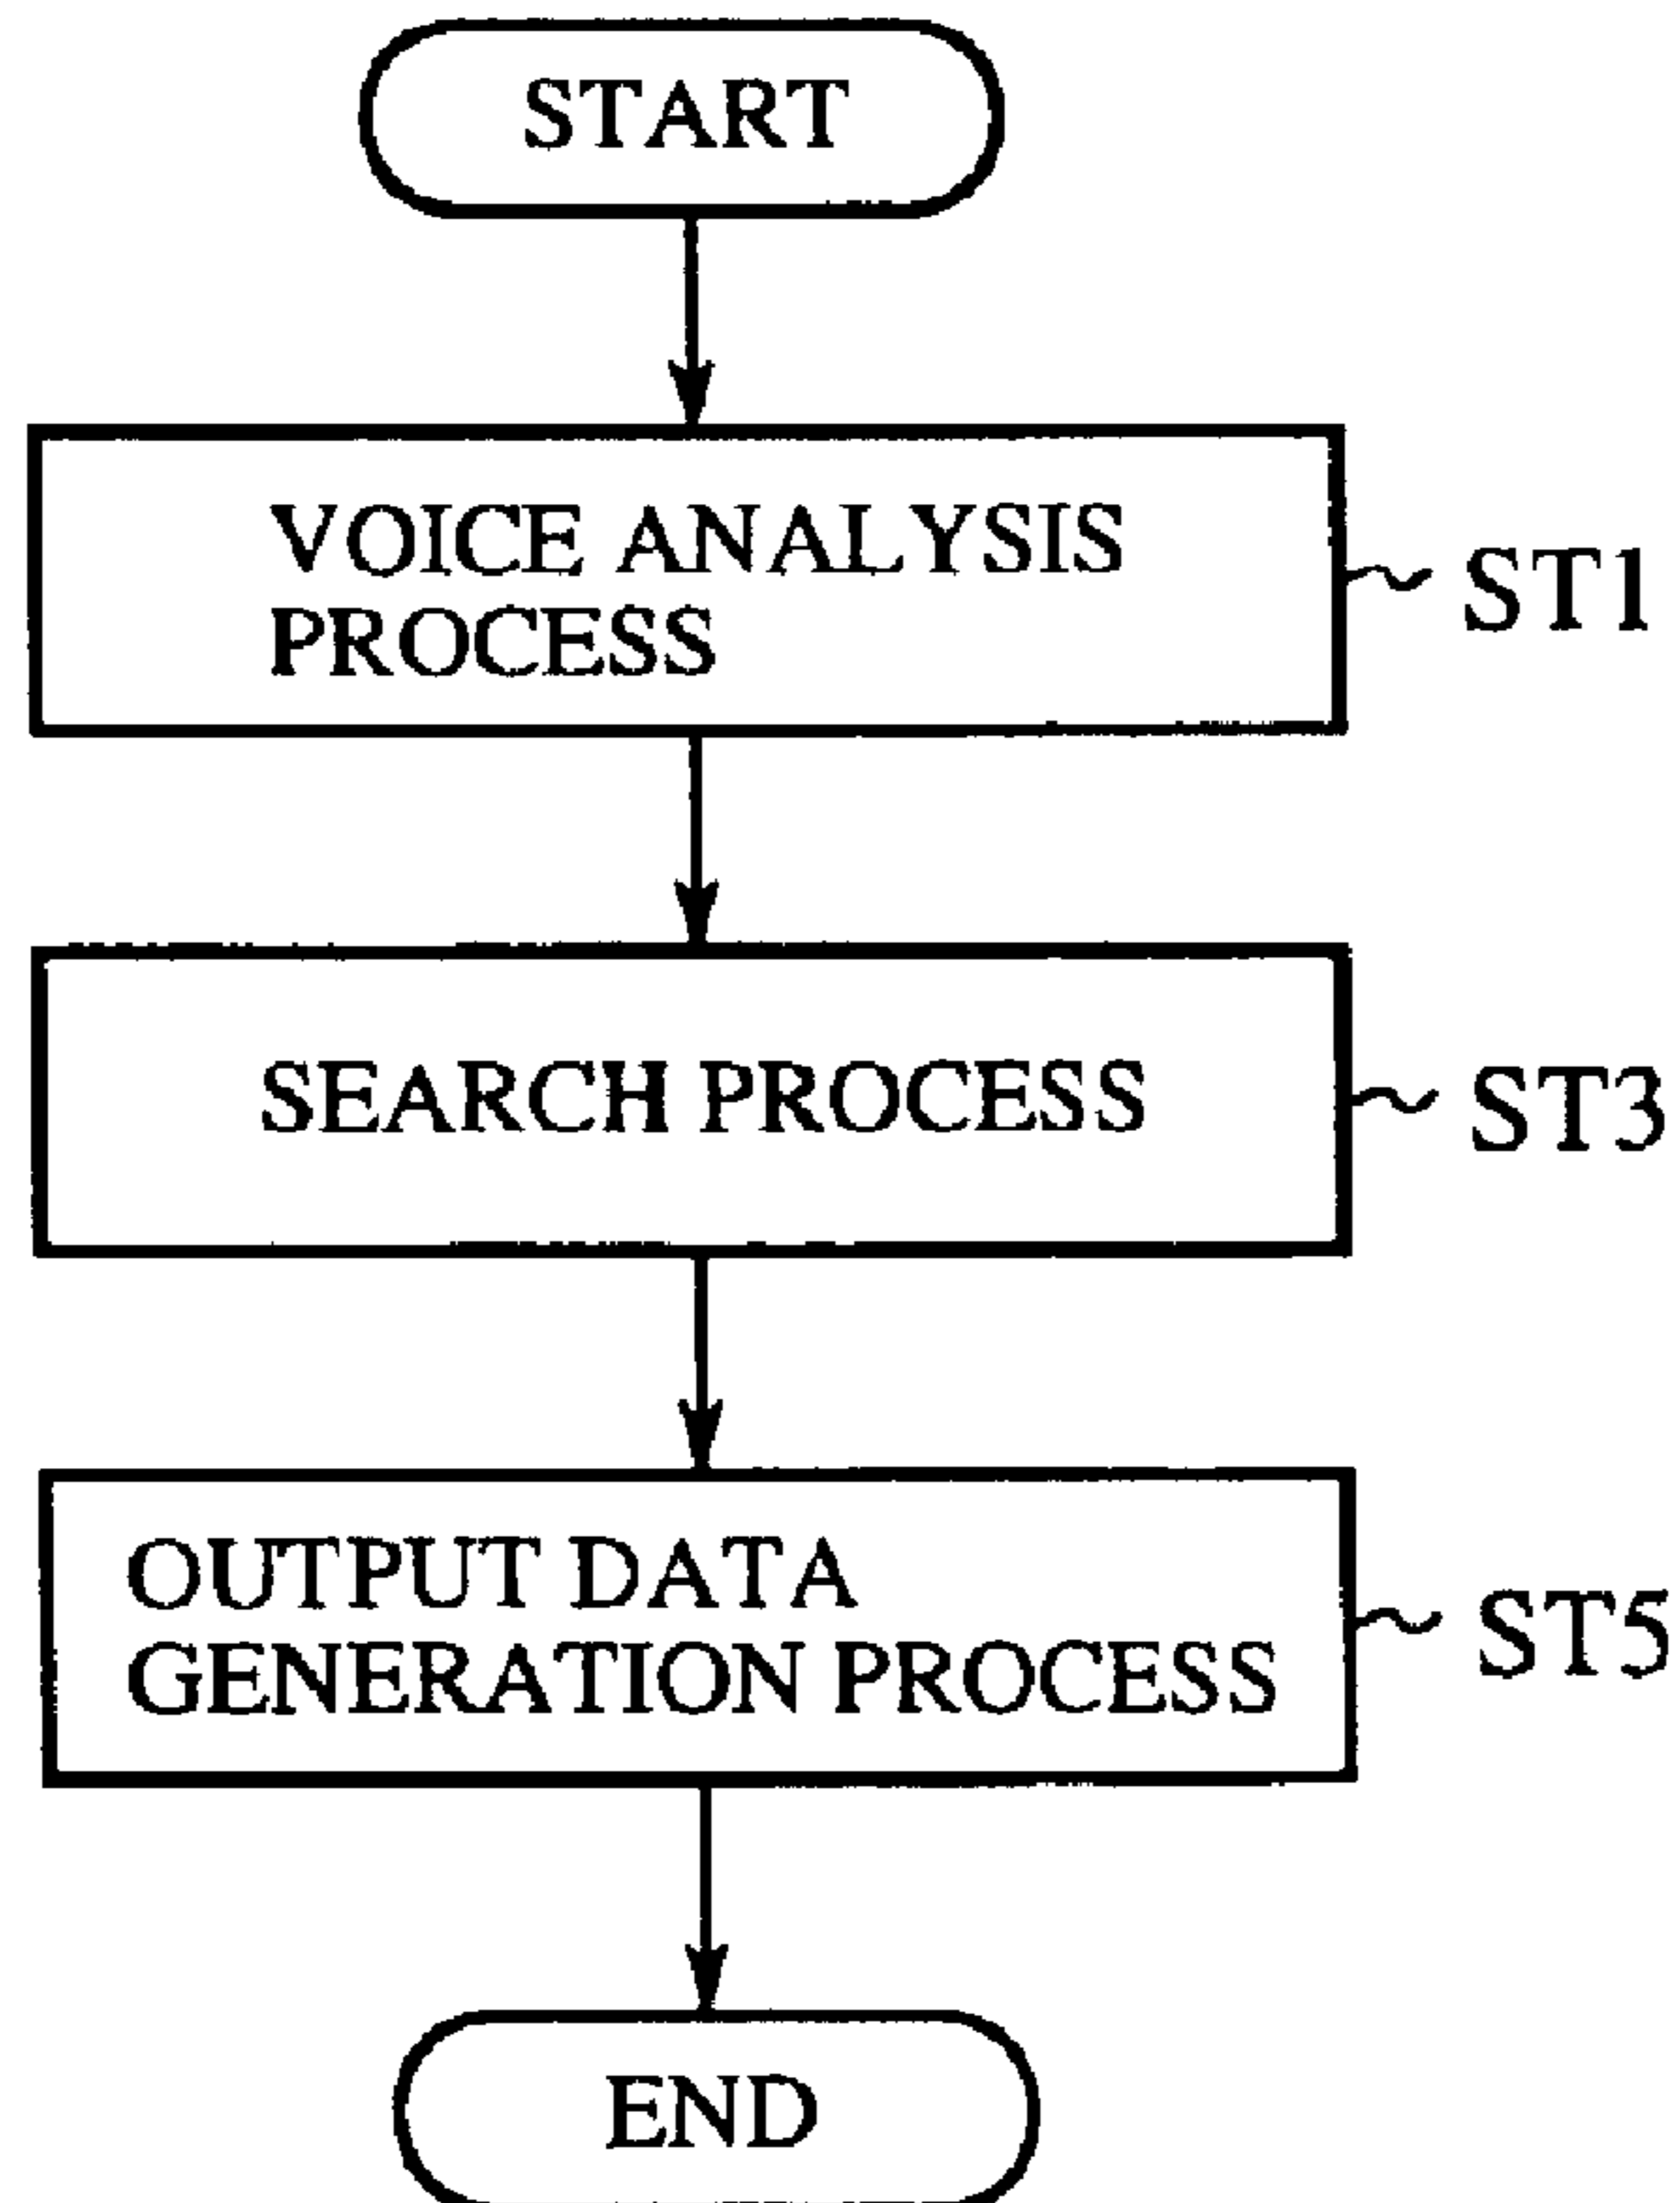 START
VOICE ANALYSIS
PROCESS
ST1
SEARCH PROCESS
ST3
OUTPUT DATA
GENERATION PROCESS
ST5
END